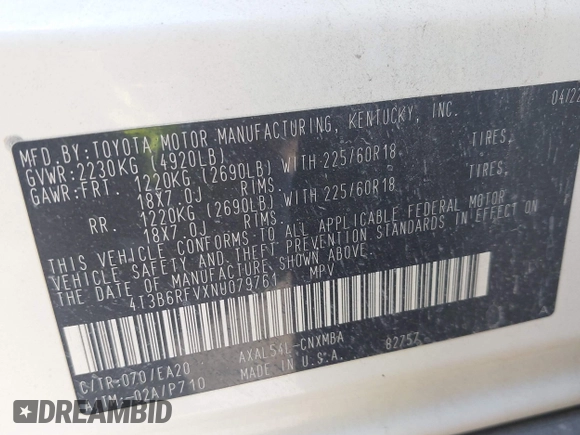 MFD. BY: TOYOTA MOTOR MANUFACTURING, KENTUCKY, INC. 04/22
GVWR: 2230KG (4920LB)
GAWR: FRT. 1220KG (2690LB) WITH 225/60R18 TIRES,
18X7.0J RIMS.
RR. 1220KG (2690LB) WITH 225/60R18 TIRES,
18X7.0J RIMS.
THIS VEHICLE CONFORMS TO ALL APPLICABLE FEDERAL MOTOR
VEHICLE SAFETY AND THEFT PREVENTION STANDARDS IN EFFECT ON
THE DATE OF MANUFACTURE SHOWN ABOVE.
4T3B6RFVXNU079761 MPV
C/TR: 070/EA20 AXAL54L-CNXMBA 82757
A/TM: -02A/P710 MADE IN U.S.A.
DREAMBID